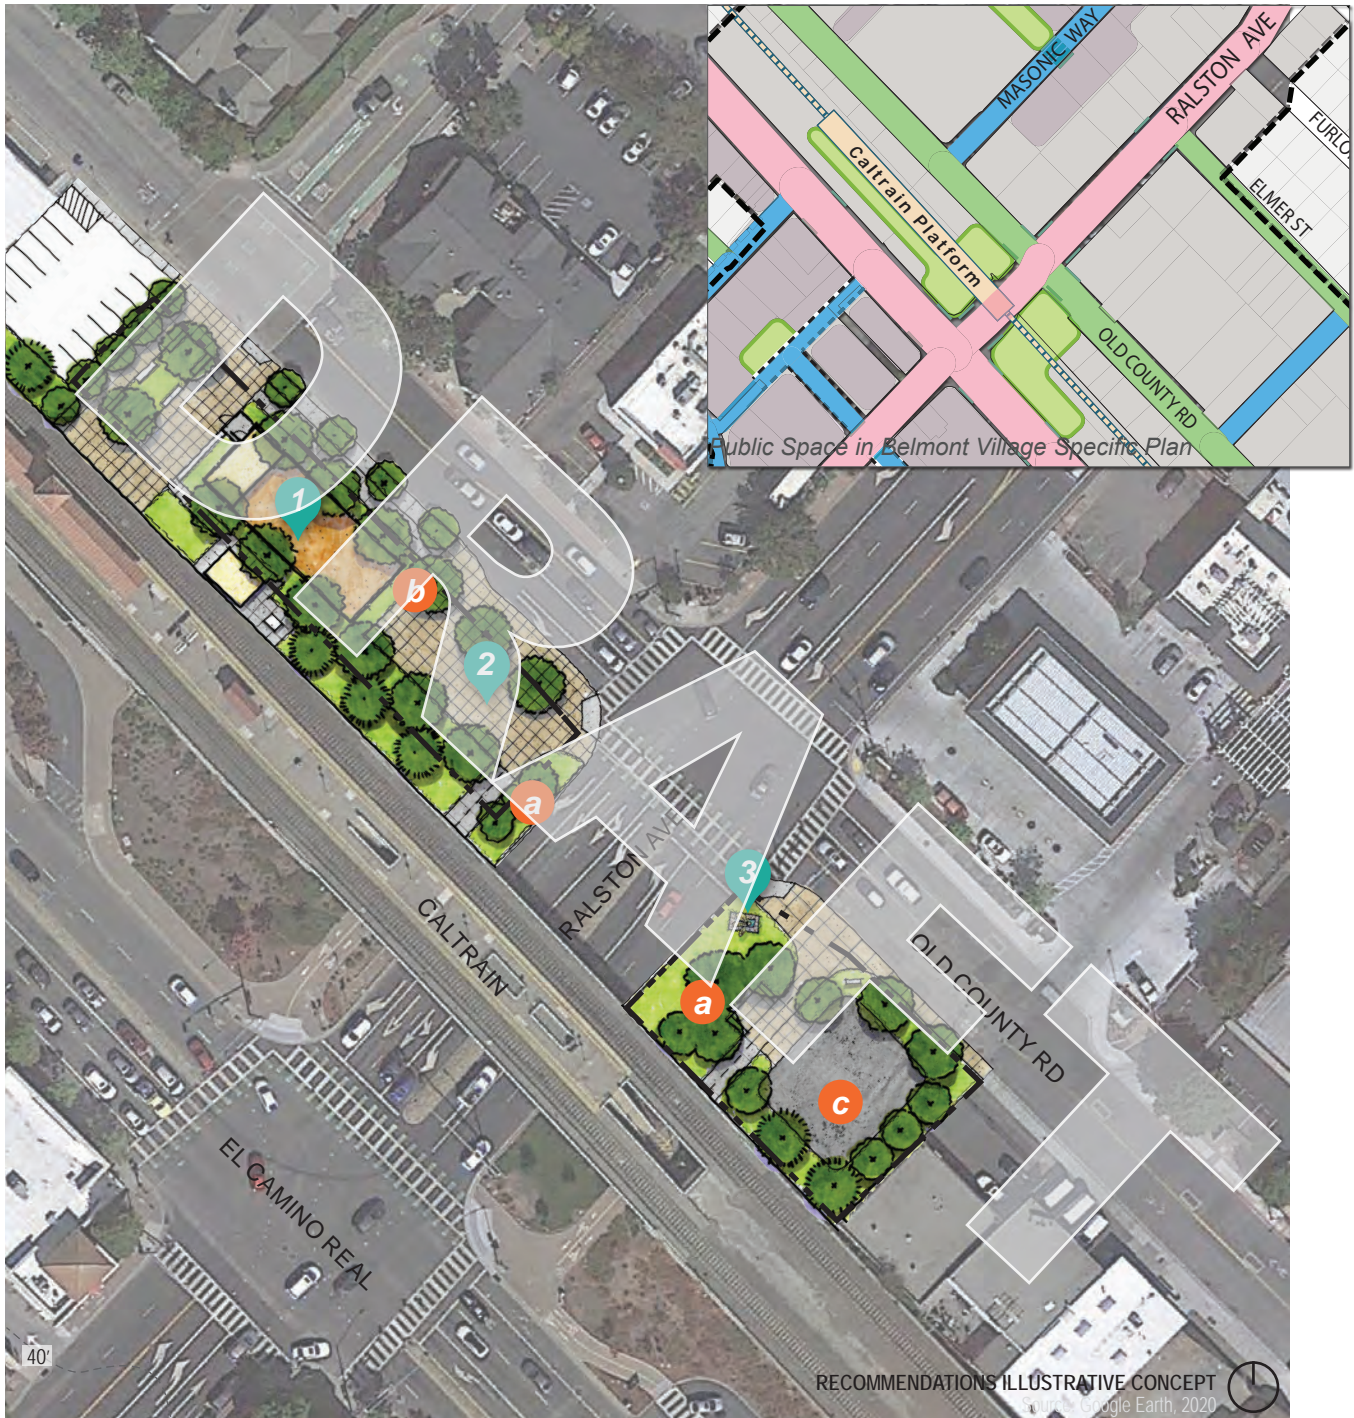 MASONIC WAY
RALSTON AVE
FURLO
ELMER ST
Caltrain Platform
OLD COUNTY RD
Public Space in Belmont Village Specific Plan
DRAFT
1
b
2
a
RALSTON AVE
3
CALTRAIN
OLD COUNTY RD
a
c
EL CAMINO REAL
40'
RECOMMENDATIONS ILLUSTRATIVE CONCEPT
Source: Google Earth, 2020